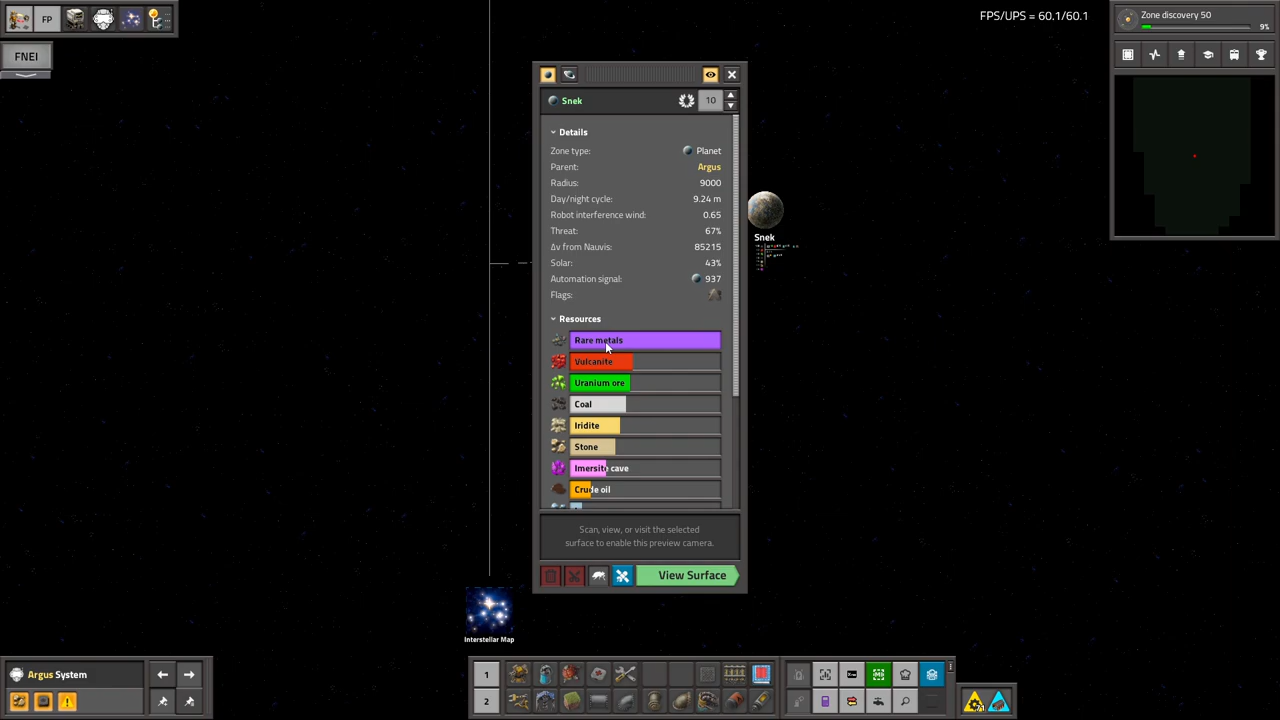 FP
FPS/UPS = 60.1/60.1
Zone discovery 50
9%
FNEI
Snek
10
Details
Zone type: Planet
Parent: Argus
Radius: 9000
Day/night cycle: 9.24 m
Robot interference wind: 0.65
Threat: 67%
Δv from Nauvis: 85215
Solar: 43%
Automation signal: 937
Flags:
Resources
Rare metals
Vulcanite
Uranium ore
Coal
Iridite
Stone
Imersite cave
Crude oil
Scan, view, or visit the selected
surface to enable this preview camera.
View Surface
Snek
Interstellar Map
Argus System
1
2